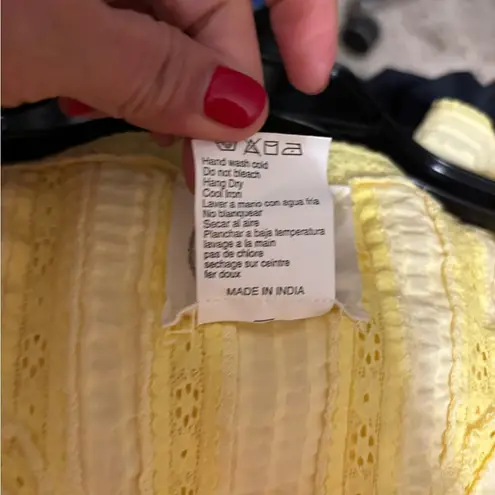 Hand wash cold
Do not bleach
Hang Dry
Cool Iron
Laver a mano con agua fria
No blanquear
Secar al aire
Planchar a baja temperatura
lavage a la main
pas de chlore
sechage sur ceintre
fer doux
MADE IN INDIA